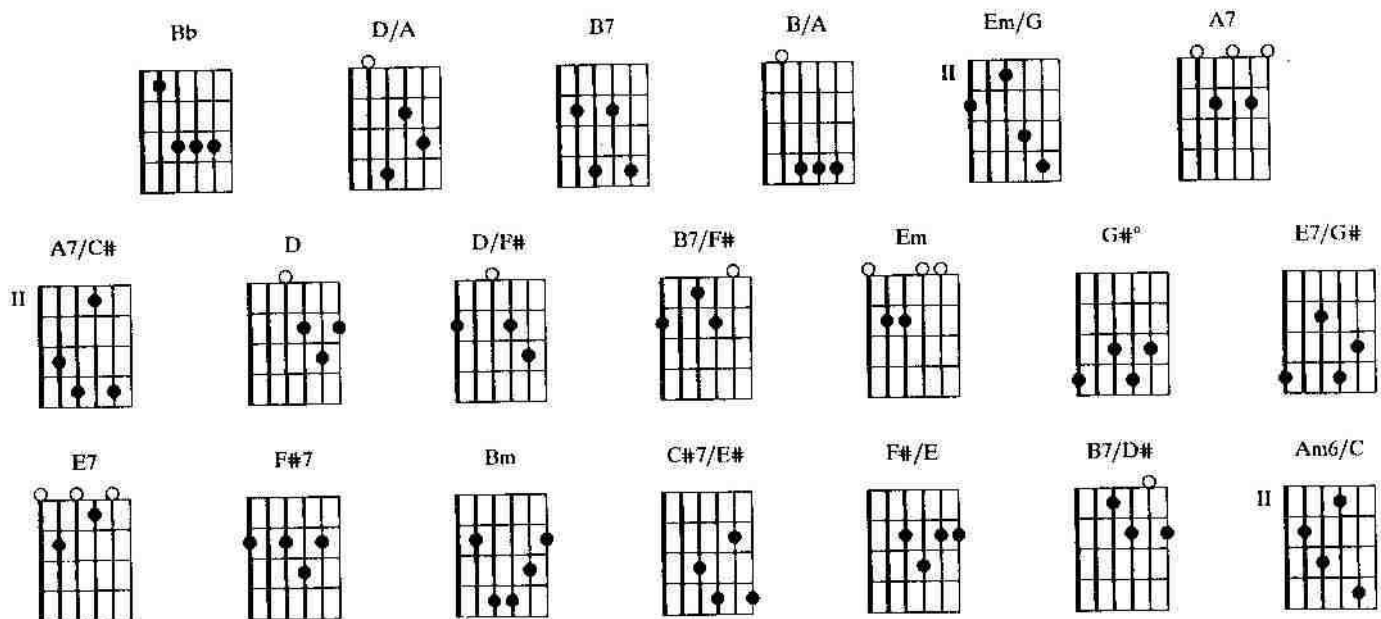 Bb D/A B7 B/A Em/G A7
II
A7/C# D D/F# B7/F# Em G#° E7/G#
II
E7 F#7 Bm C#7/E# F#/E B7/D# Am6/C
II